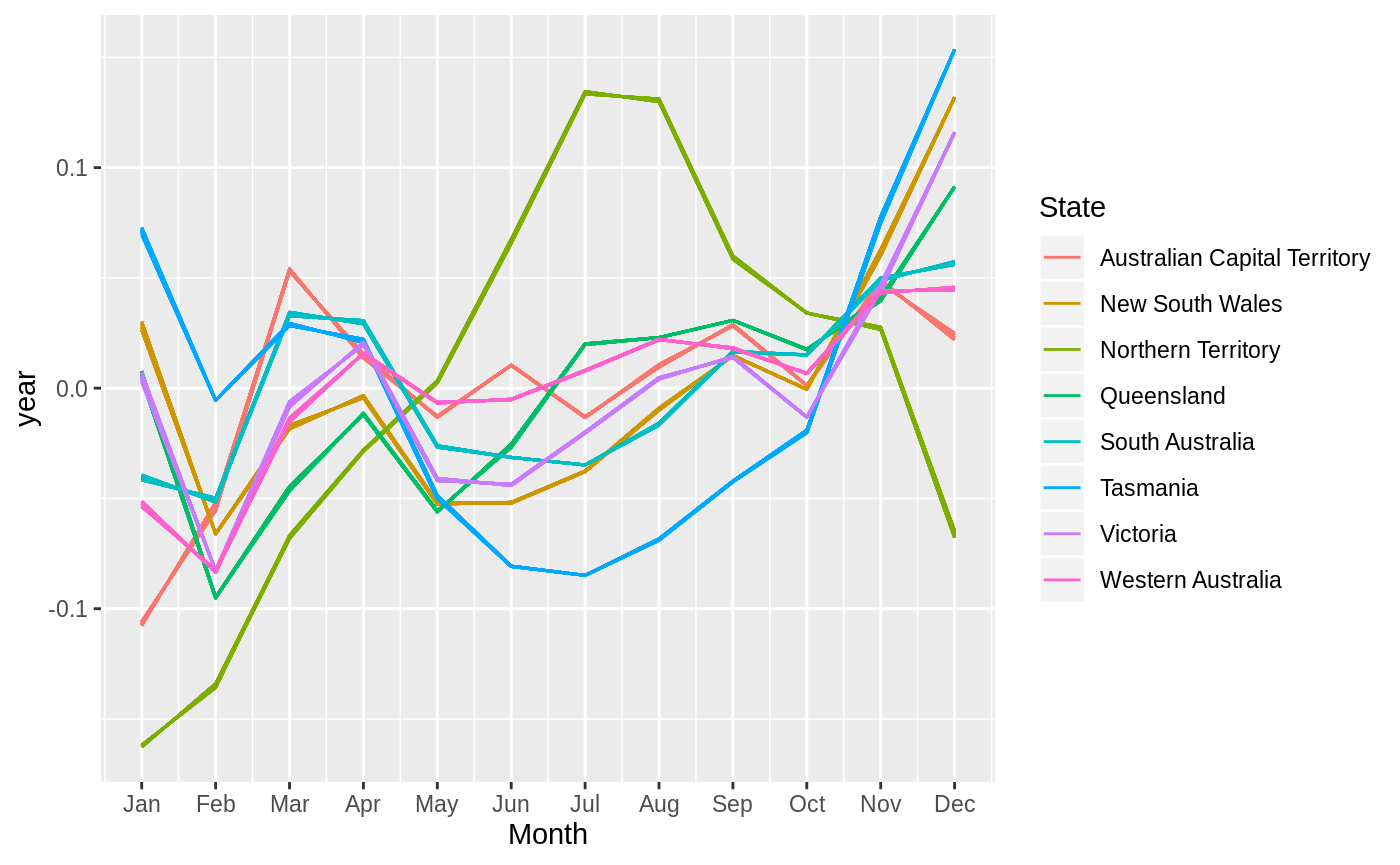 0.1
0.0
-0.1
year
Jan Feb Mar Apr May Jun Jul Aug Sep Oct Nov Dec
Month
State
Australian Capital Territory
New South Wales
Northern Territory
Queensland
South Australia
Tasmania
Victoria
Western Australia